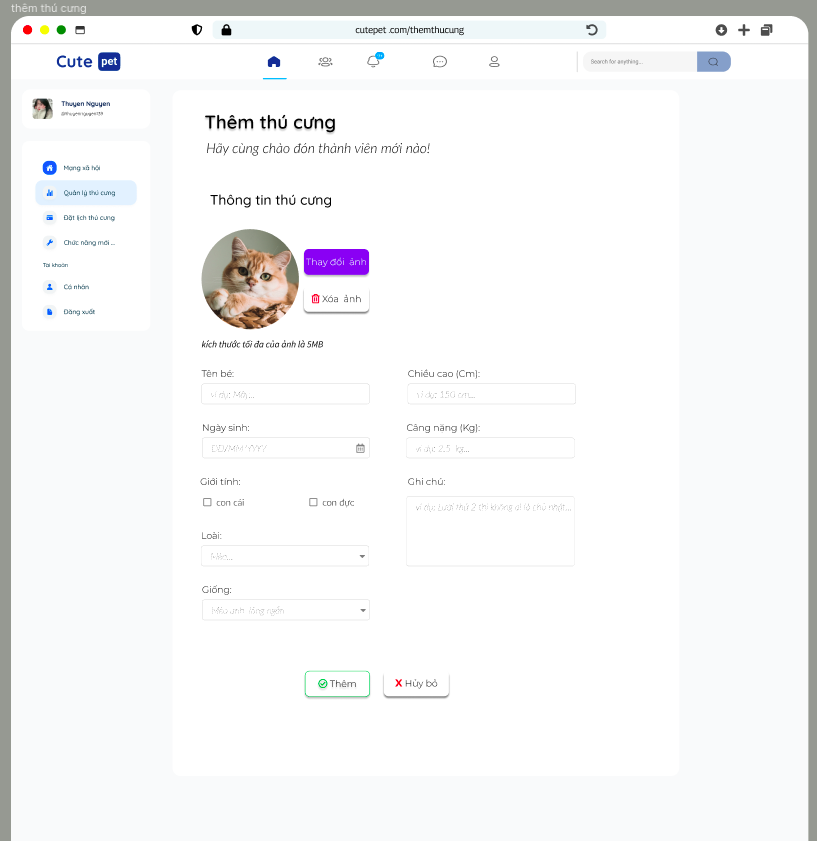 thêm thú cưng
cutepet .com/themthucung
Cute pet
Search for anything...
Thuyen Nguyen
@thuyennguyen139
Mạng xã hội
Quản lý thú cưng
Đặt lịch thú cưng
Chức năng mới ...
Tài khoản
Cá nhân
Đăng xuất
Thêm thú cưng
Hãy cùng chào đón thành viên mới nào!
Thông tin thú cưng
Thay đổi ảnh
Xóa ảnh
kích thước tối đa của ảnh là 5MB
Tên bé:
ví dụ: Mỡ,...
Chiều cao (Cm):
ví dụ: 150 cm...
Ngày sinh:
DD/MM/YYYY
Cân­g nặng (Kg):
ví dụ: 2,5 kg...
Giới tính:
con cái
con đực
Ghi chú:
ví dụ: Lười thứ 2 thì không ai là chủ nhật...
Loài:
Mèo...
Giống:
Mèo anh lông ngắn
Thêm
X Hủy bỏ